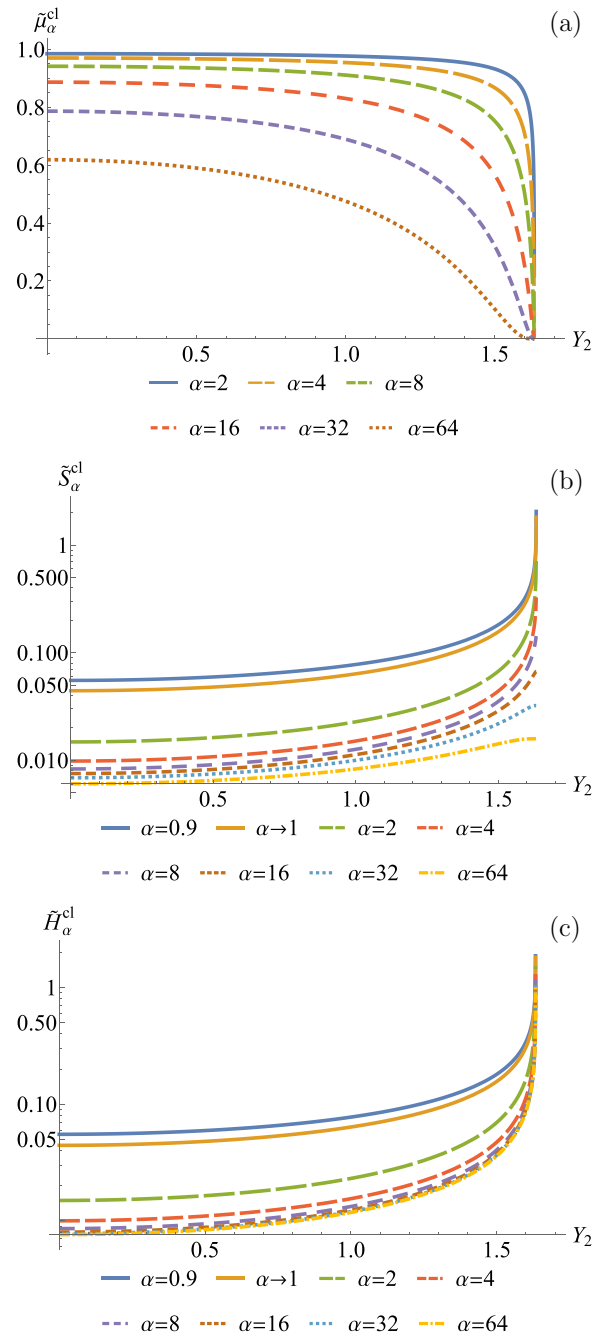 μ̃_α^cl (a)
1.0
0.8
0.6
0.4
0.2
0.5 1.0 1.5 Y₂
α=2 α=4 α=8
α=16 α=32 α=64
S̃_α^cl (b)
1
0.500
0.100
0.050
0.010
0.5 1.0 1.5 Y₂
α=0.9 α→1 α=2 α=4
α=8 α=16 α=32 α=64
H̃_α^cl (c)
1
0.50
0.10
0.05
0.5 1.0 1.5 Y₂
α=0.9 α→1 α=2 α=4
α=8 α=16 α=32 α=64